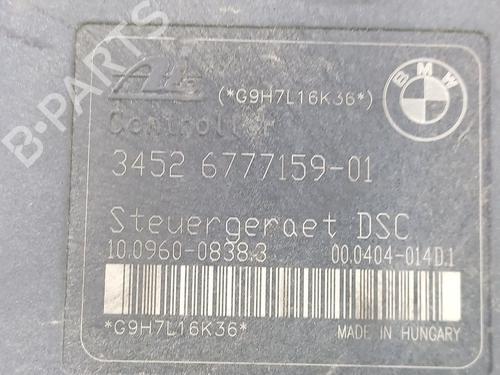 B-PARTS
ATE (*G9H7L16K36*)
BMW
Controller
3452 6777159-01
Steuergeraet DSC
10.0960-0838.3 00.0404-014D.1
*G9H7L16K36*
MADE IN HUNGARY